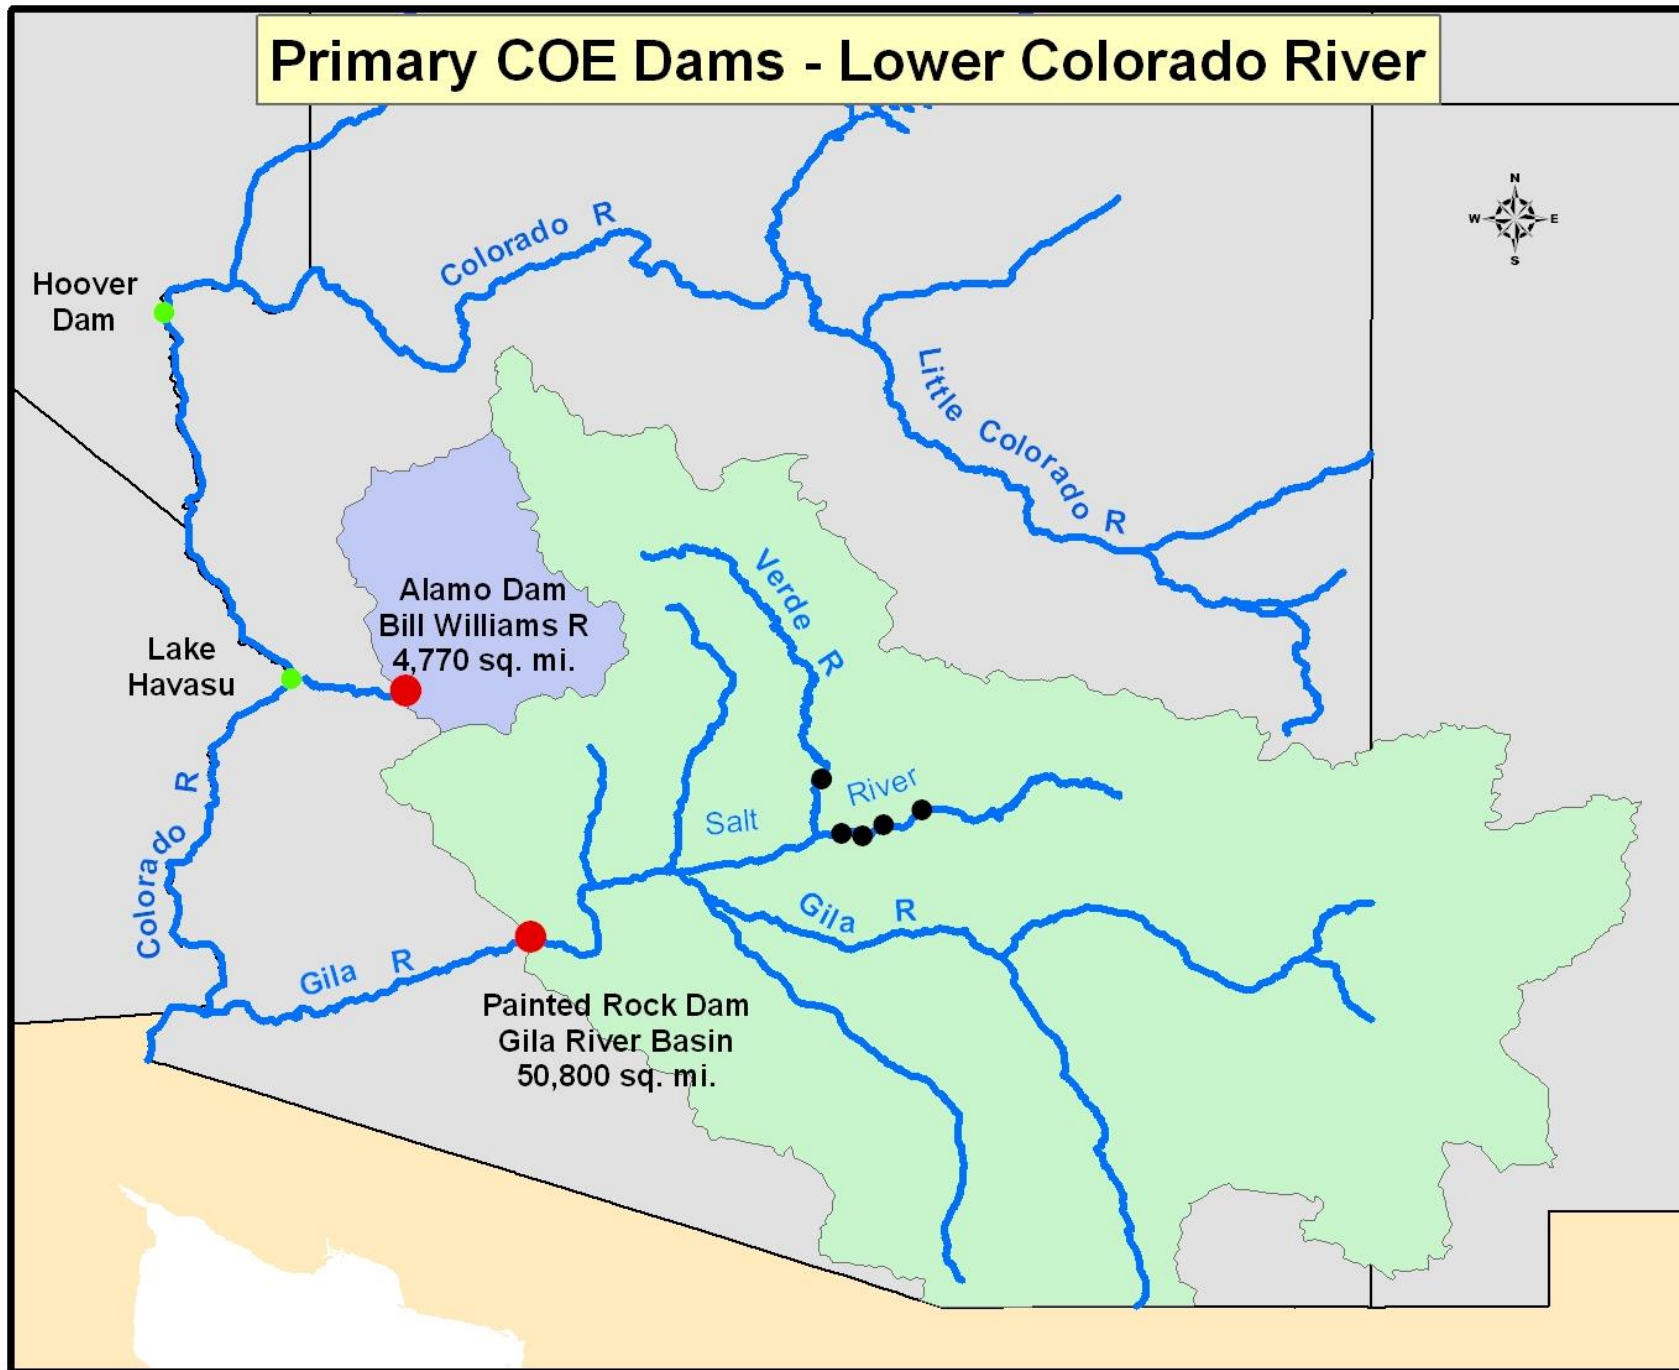 Primary COE Dams - Lower Colorado River
N
W E
S
Colorado R
Hoover
Dam
Little Colorado R
Verde R
Alamo Dam
Bill Williams R
4,770 sq. mi.
Lake
Havasu
Salt River
Colorado R
Gila R
Gila R
Painted Rock Dam
Gila River Basin
50,800 sq. mi.